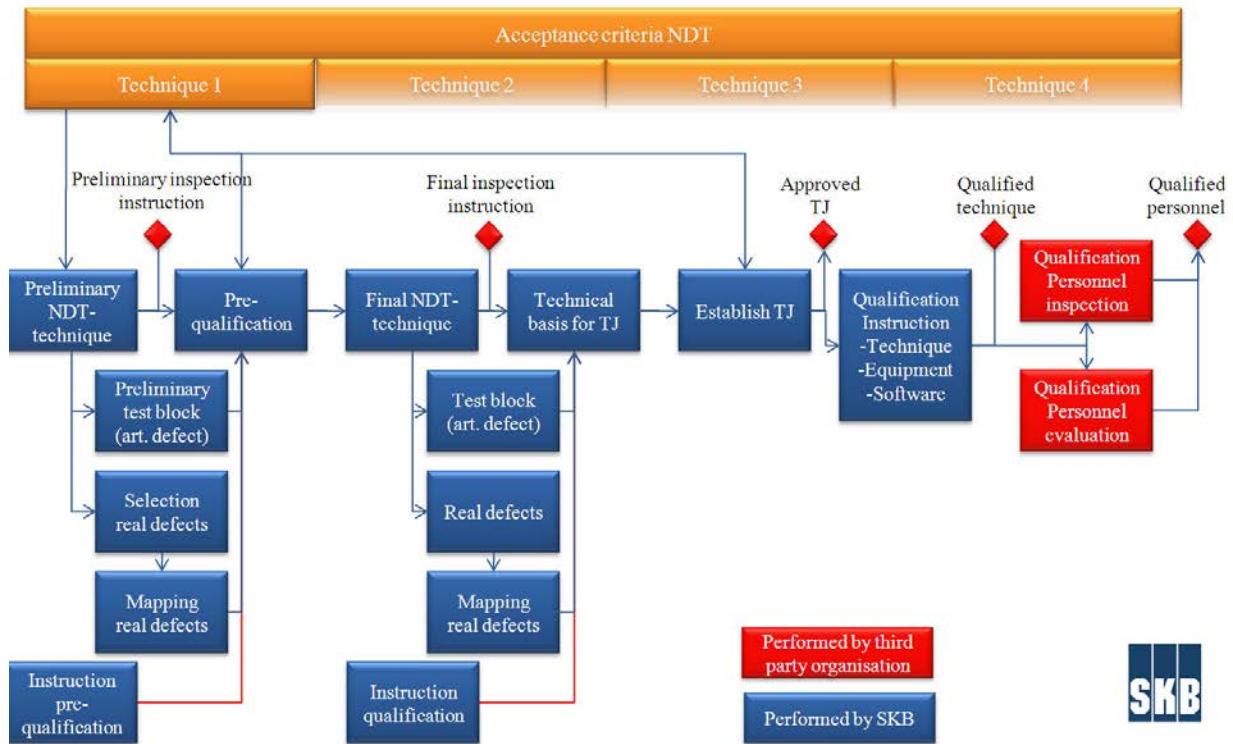 Acceptance criteria NDT
Technique 1
Technique 2
Technique 3
Technique 4
Preliminary inspection
instruction
Final inspection
instruction
Approved
TJ
Qualified
technique
Qualified
personnel
Preliminary
NDT-
technique
Pre-
qualification
Final NDT-
technique
Technical
basis for TJ
Establish TJ
Qualification
Instruction
-Technique
-Equipment
-Software
Qualification
Personnel
inspection
Qualification
Personnel
evaluation
Preliminary
test block
(art. defect)
Test block
(art. defect)
Selection
real defects
Real defects
Mapping
real defects
Mapping
real defects
Instruction
pre-
qualification
Instruction
qualification
Performed by third
party organisation
Performed by SKB
SKB